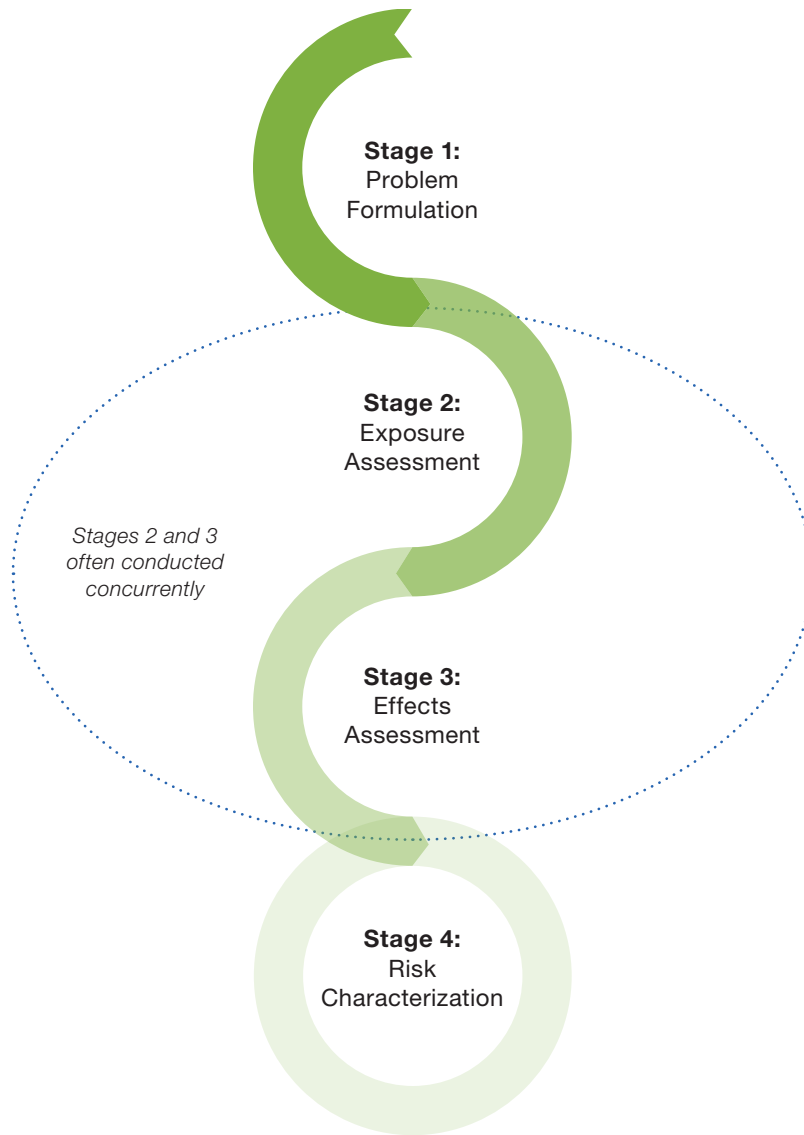 Stage 1:
Problem
Formulation
Stage 2:
Exposure
Assessment
Stages 2 and 3
often conducted
concurrently
Stage 3:
Effects
Assessment
Stage 4:
Risk
Characterization